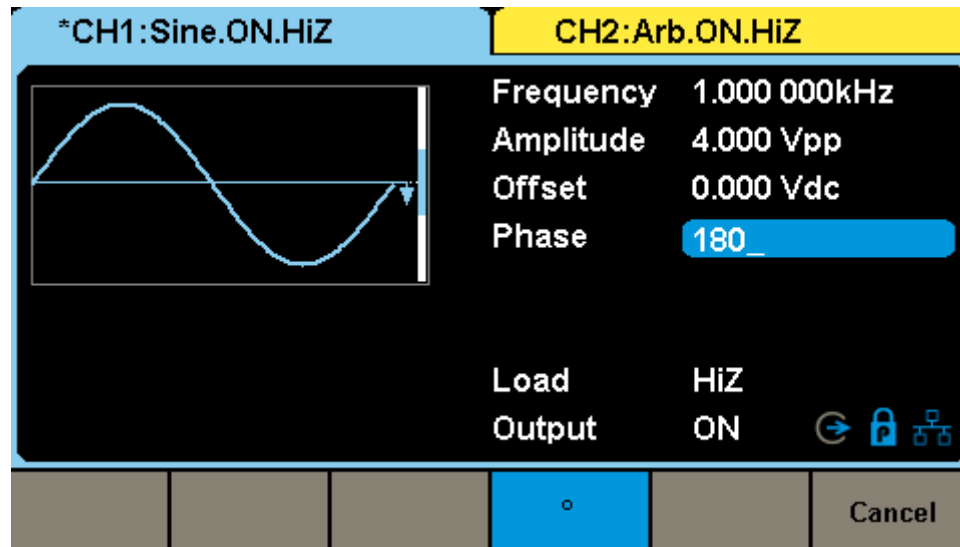 *CH1:Sine.ON.HiZ
CH2:Arb.ON.HiZ
Frequency 1.000 000kHz
Amplitude 4.000 Vpp
Offset 0.000 Vdc
Phase 180_
Load HiZ
Output ON
P
°
Cancel